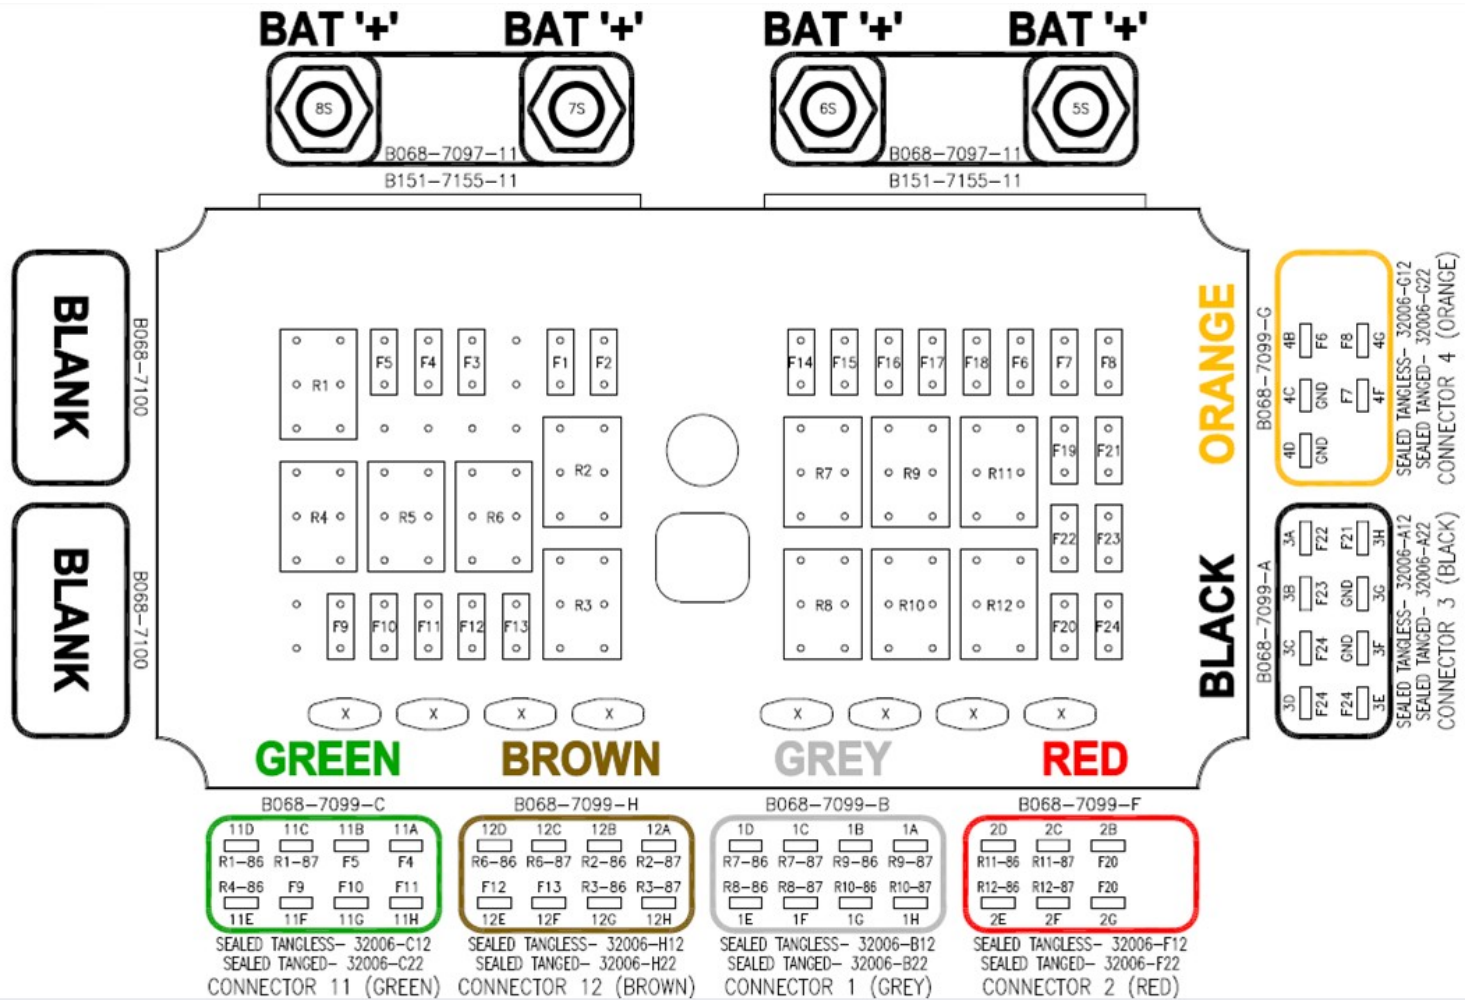 BAT '+' BAT '+' BAT '+' BAT '+'
8S 7S 6S 5S
B068-7097-11 B068-7097-11
B151-7155-11 B151-7155-11
BLANK
B068-7100
BLANK
B068-7100
R1 F5 F4 F3 F1 F2
R2
R4 R5 R6
R3
F9 F10 F11 F12 F13
X X X X
F14 F15 F16 F17 F18 F6 F7 F8
R7 R9 R11 F19 F21
F22 F23
R8 R10 R12 F20 F24
X X X X
GREEN BROWN GREY RED
ORANGE
B068-7099-G
4B F6 F8 4G
4C GND F7 4F
4D GND
SEALED TANGLESS- 32006-G12
SEALED TANGED- 32006-G22
CONNECTOR 4 (ORANGE)
BLACK
B068-7099-A
3A F22 F21 3H
3B F23 GND 3G
3C F24 GND 3F
3D F24 F24 3E
SEALED TANGLESS- 32006-A12
SEALED TANGED- 32006-A22
CONNECTOR 3 (BLACK)
B068-7099-C
11D 11C 11B 11A
R1-86 R1-87 F5 F4
R4-86 F9 F10 F11
11E 11F 11G 11H
SEALED TANGLESS- 32006-C12
SEALED TANGED- 32006-C22
CONNECTOR 11 (GREEN)
B068-7099-H
12D 12C 12B 12A
R6-86 R6-87 R2-86 R2-87
F12 F13 R3-86 R3-87
12E 12F 12G 12H
SEALED TANGLESS- 32006-H12
SEALED TANGED- 32006-H22
CONNECTOR 12 (BROWN)
B068-7099-B
1D 1C 1B 1A
R7-86 R7-87 R9-86 R9-87
R8-86 R8-87 R10-86 R10-87
1E 1F 1G 1H
SEALED TANGLESS- 32006-B12
SEALED TANGED- 32006-B22
CONNECTOR 1 (GREY)
B068-7099-F
2D 2C 2B
R11-86 R11-87 F20
R12-86 R12-87 F20
2E 2F 2G
SEALED TANGLESS- 32006-F12
SEALED TANGED- 32006-F22
CONNECTOR 2 (RED)